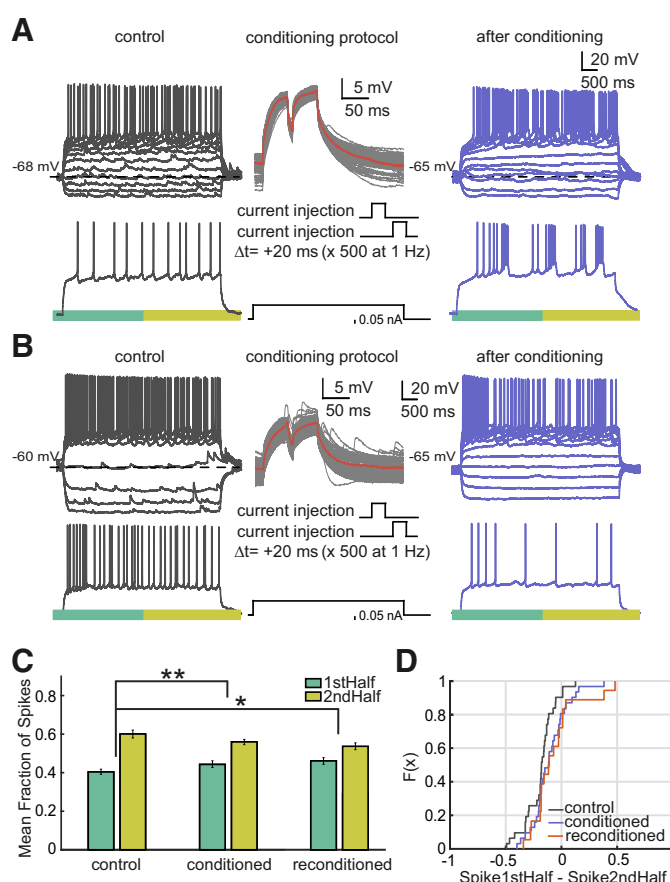 A
control
conditioning protocol
after conditioning
5 mV
50 ms
20 mV
500 ms
-68 mV
-65 mV
current injection
current injection
Δt= +20 ms (x 500 at 1 Hz)
0.05 nA
B
control
conditioning protocol
after conditioning
5 mV
50 ms
20 mV
500 ms
-60 mV
-65 mV
current injection
current injection
Δt= +20 ms (x 500 at 1 Hz)
0.05 nA
C
Mean Fraction of Spikes
0.8
0.6
0.4
0.2
0
**
*
1stHalf
2ndHalf
control
conditioned
reconditioned
D
F(x)
1
0.8
0.6
0.4
0.2
0
control
conditioned
reconditioned
-1
-0.5
0
0.5
Spike1stHalf - Spike2ndHalf